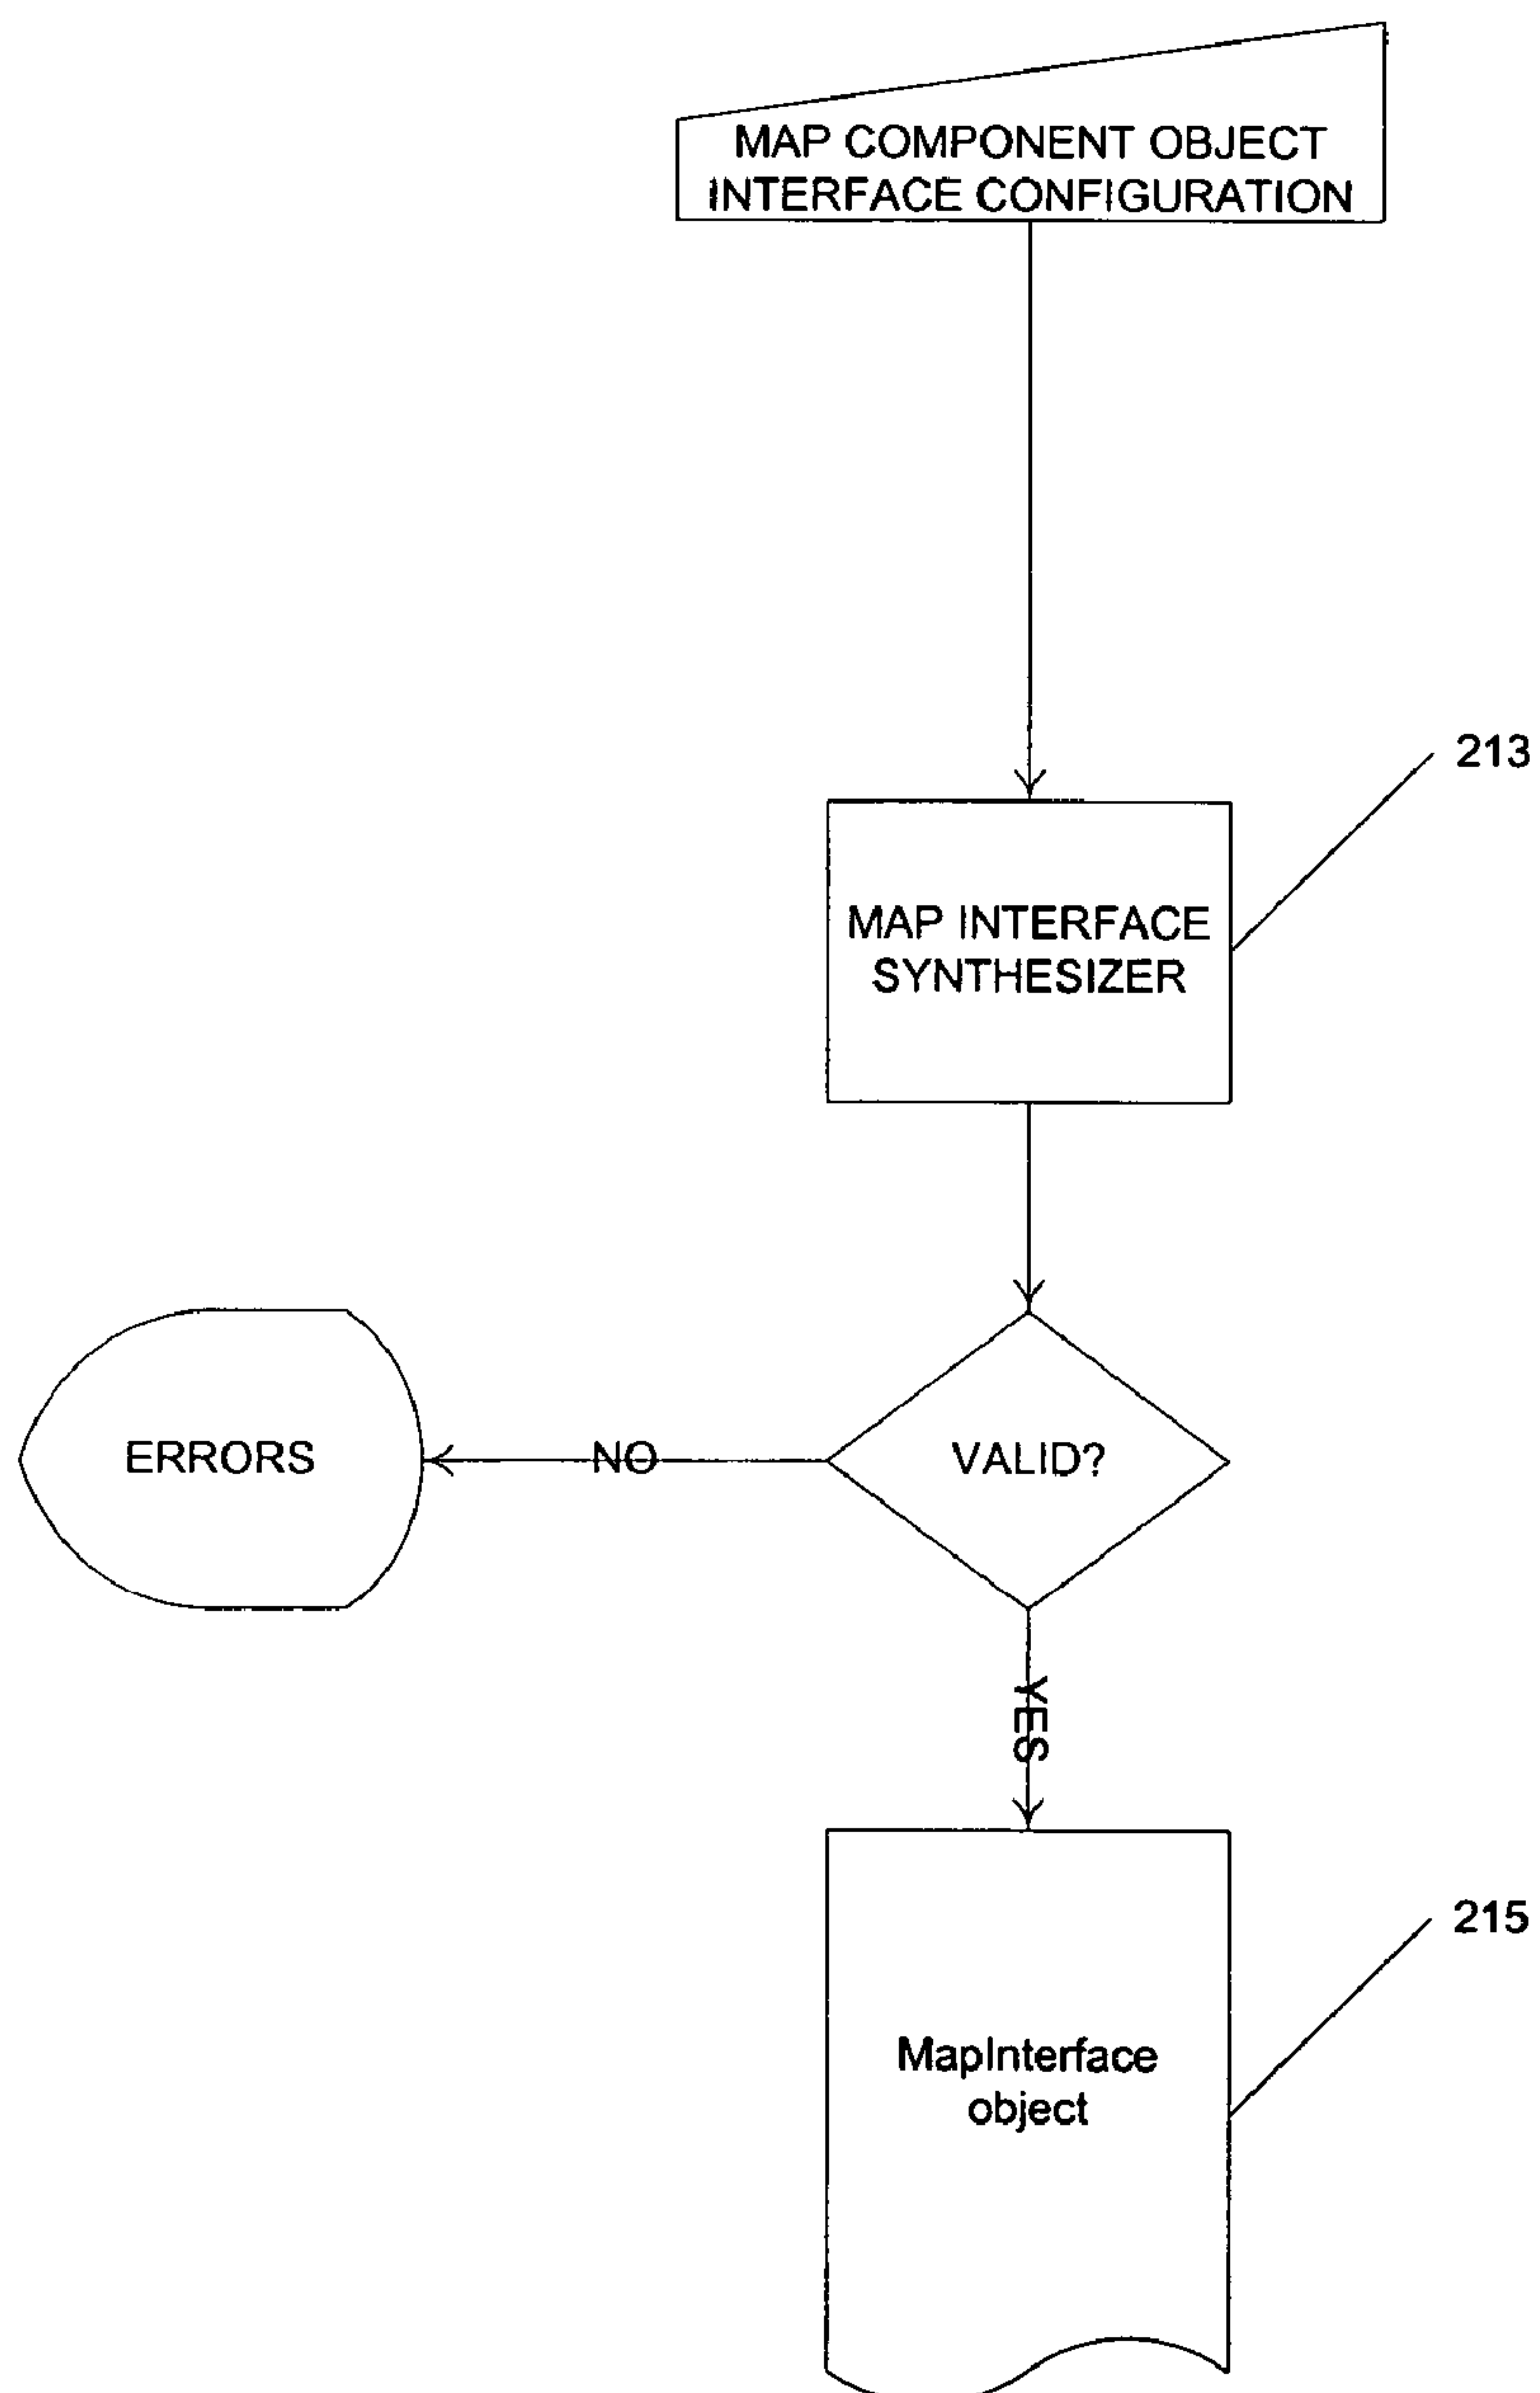 MAP COMPONENT OBJECT
INTERFACE CONFIGURATION
213
MAP INTERFACE
SYNTHESIZER
ERRORS
NO
VALID?
YES
215
MapInterface
object